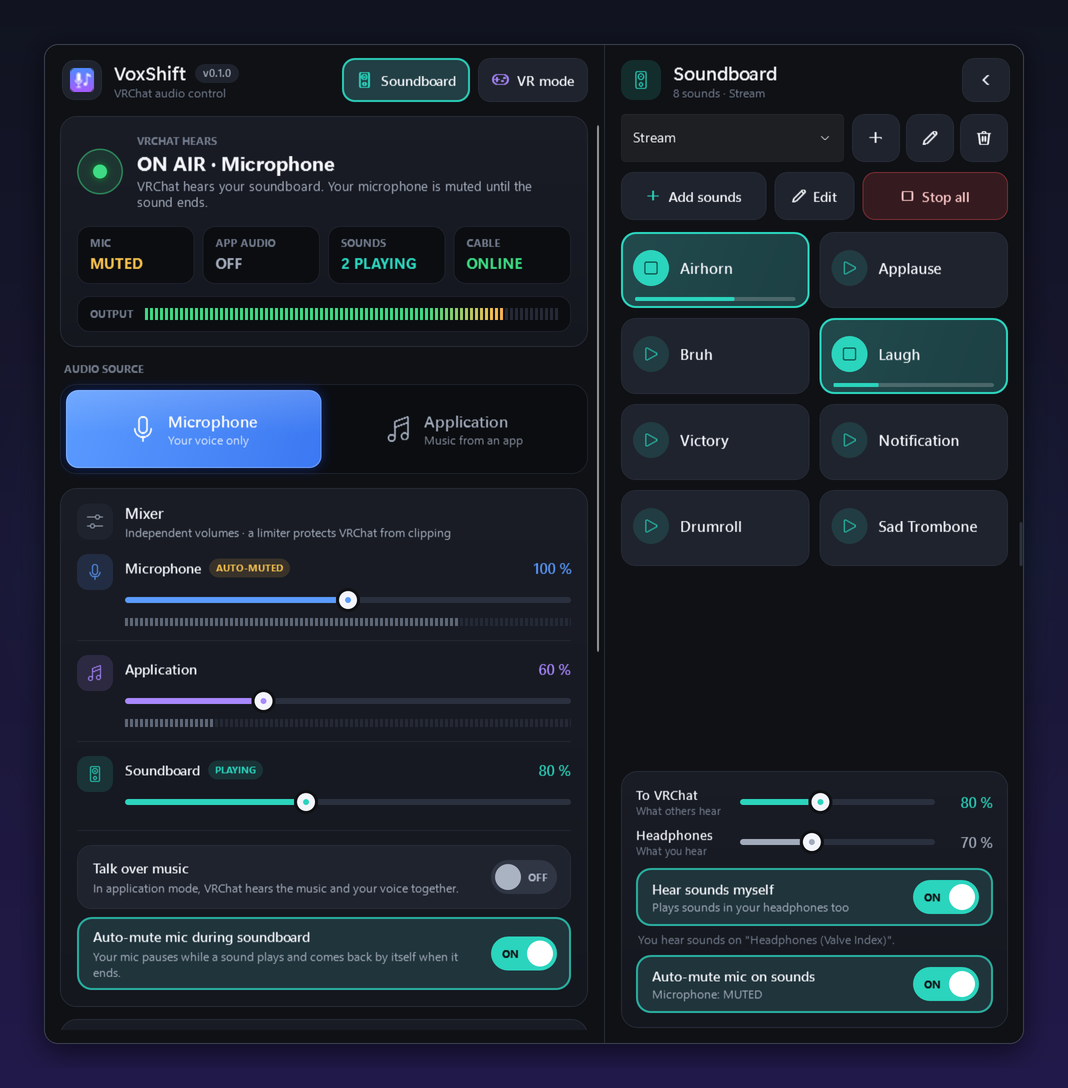 VoxShift v0.1.0
VRChat audio control
Soundboard
VR mode
VRCHAT HEARS
ON AIR · Microphone
VRChat hears your soundboard. Your microphone is muted until the
sound ends.
MIC
MUTED
APP AUDIO
OFF
SOUNDS
2 PLAYING
CABLE
ONLINE
OUTPUT
AUDIO SOURCE
Microphone
Your voice only
Application
Music from an app
Mixer
Independent volumes · a limiter protects VRChat from clipping
Microphone AUTO-MUTED 100 %
Application 60 %
Soundboard PLAYING 80 %
Talk over music
In application mode, VRChat hears the music and your voice together.
OFF
Auto-mute mic during soundboard
Your mic pauses while a sound plays and comes back by itself when it
ends.
ON
Soundboard
8 sounds · Stream
Stream
Add sounds
Edit
Stop all
Airhorn
Applause
Bruh
Laugh
Victory
Notification
Drumroll
Sad Trombone
To VRChat
What others hear
80 %
Headphones
What you hear
70 %
Hear sounds myself
Plays sounds in your headphones too
ON
You hear sounds on "Headphones (Valve Index)".
Auto-mute mic on sounds
Microphone: MUTED
ON